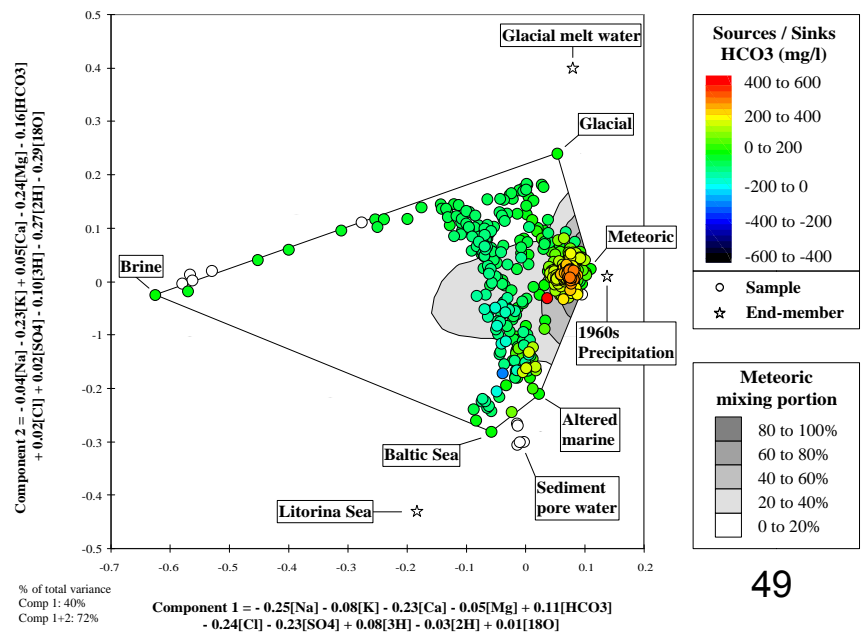 0.5
0.4
0.3
0.2
0.1
0
-1
-0.2
-0.3
-0.4
-0.5
-0.7
-0.6
-0.5
-0.4
-0.3
-0.2
-0.1
0
0.1
0.2
Component 2 = - 0.04[Na] - 0.23[K] + 0.05[Ca] - 0.24[Mg] - 0.16[HCO3]
+ 0.02[Cl] + 0.02[SO4] - 0.10[3H] - 0.27[2H] - 0.29[18O]
Glacial melt water
Glacial
Meteoric
Brine
1960s
Precipitation
Altered
marine
Baltic Sea
Sediment
pore water
Litorina Sea
Sources / Sinks
HCO3 (mg/l)
400 to 600
200 to 400
0 to 200
-200 to 0
-400 to -200
-600 to -400
Sample
End-member
Meteoric
mixing portion
80 to 100%
60 to 80%
40 to 60%
20 to 40%
0 to 20%
% of total variance
Comp 1: 40%
Comp 1+2: 72%
Component 1 = - 0.25[Na] - 0.08[K] - 0.23[Ca] - 0.05[Mg] + 0.11[HCO3]
- 0.24[Cl] - 0.23[SO4] + 0.08[3H] - 0.03[2H] + 0.01[18O]
49